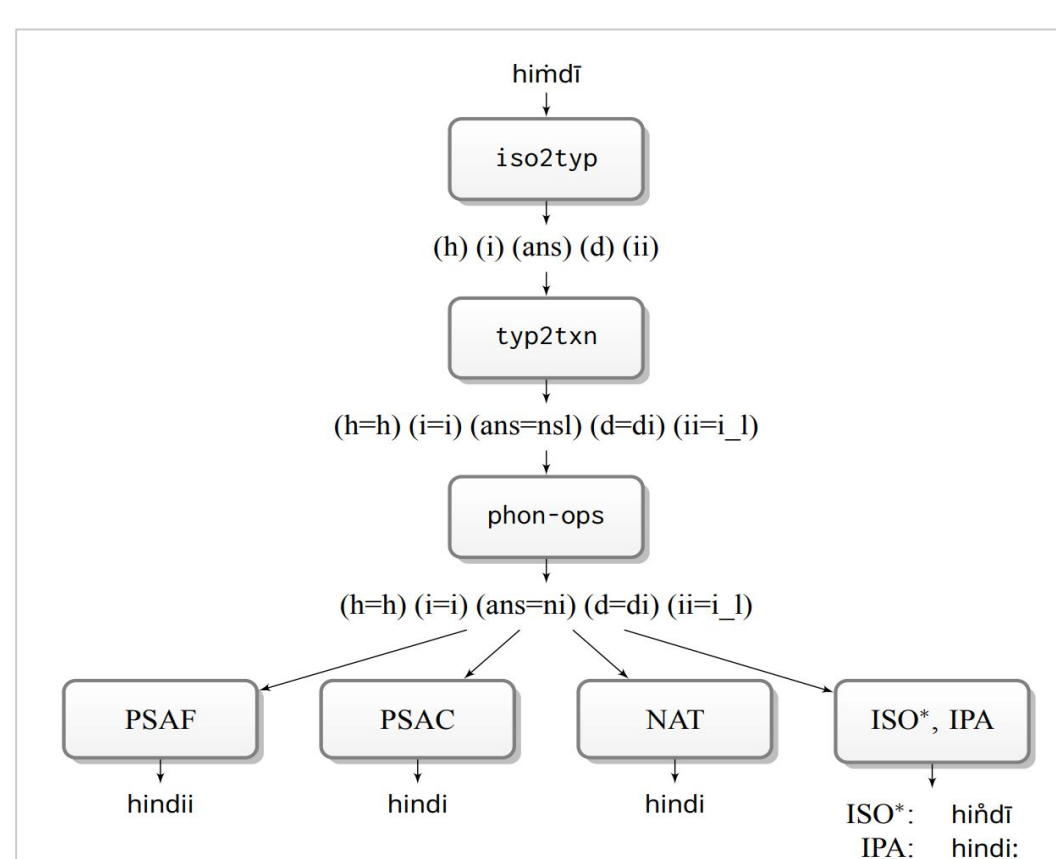 hiṁdī
iso2typ
(h) (i) (ans) (d) (ii)
typ2txn
(h=h) (i=i) (ans=nsl) (d=di) (ii=i_l)
phon-ops
(h=h) (i=i) (ans=ni) (d=di) (ii=i_l)
PSAF PSAC NAT ISO*, IPA
hindii hindi hindi
ISO*: hin̊dī
IPA: hindi: